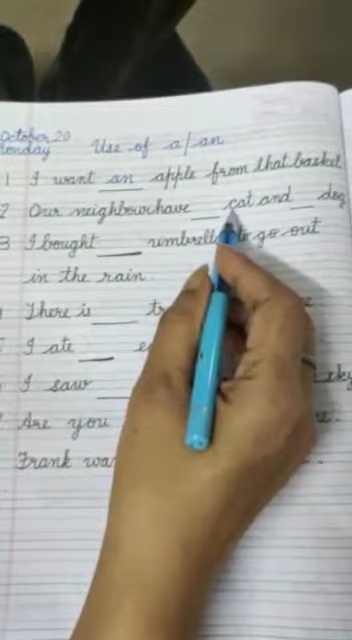 October 20 Use of a/an
Monday
1 I want an apple from that basket
2 Our neighbour have ___ cat and ___ dog
3 I bought ___ umbrella to go out
in the rain.
There is ___
I ate ___
I saw ___
Are you
Frank